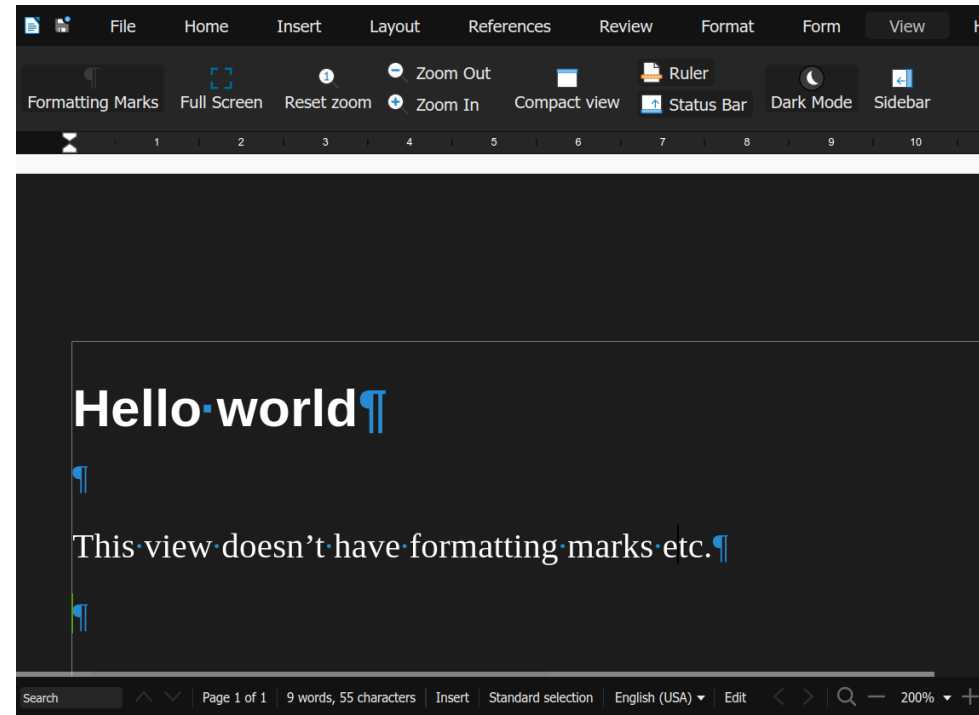 File Home Insert Layout References Review Format Form View
Zoom Out Ruler
Formatting Marks Full Screen Reset zoom Zoom In Compact view Status Bar Dark Mode Sidebar
1 2 3 4 5 6 7 8 9 10
Hello·world¶
¶
This·view·doesn’t·have·formatting·marks·etc.¶
¶
Search Page 1 of 1 9 words, 55 characters Insert Standard selection English (USA) Edit 200%